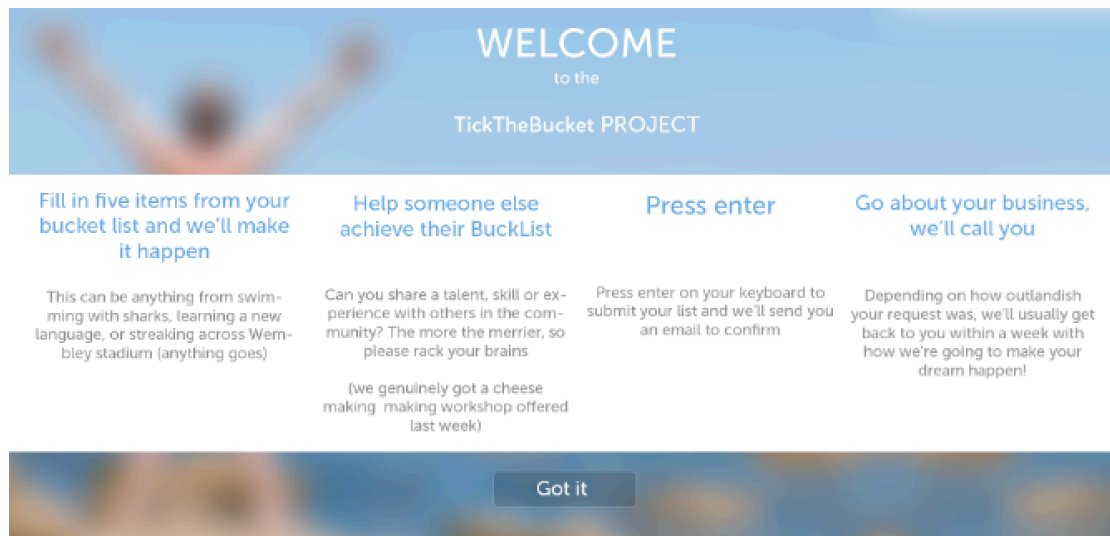 WELCOME
to the
TickTheBucket PROJECT
Fill in five items from your
bucket list and we'll make
it happen
This can be anything from swim-
ming with sharks, learning a new
language, or streaking across Wem-
bley stadium (anything goes)
Help someone else
achieve their BuckList
Can you share a talent, skill or ex-
perience with others in the com-
munity? The more the merrier, so
please rack your brains
(we genuinely got a cheese
making making workshop offered
last week)
Press enter
Press enter on your keyboard to
submit your list and we'll send you
an email to confirm
Go about your business,
we'll call you
Depending on how outlandish
your request was, we'll usually get
back to you within a week with
how we're going to make your
dream happen!
Got it